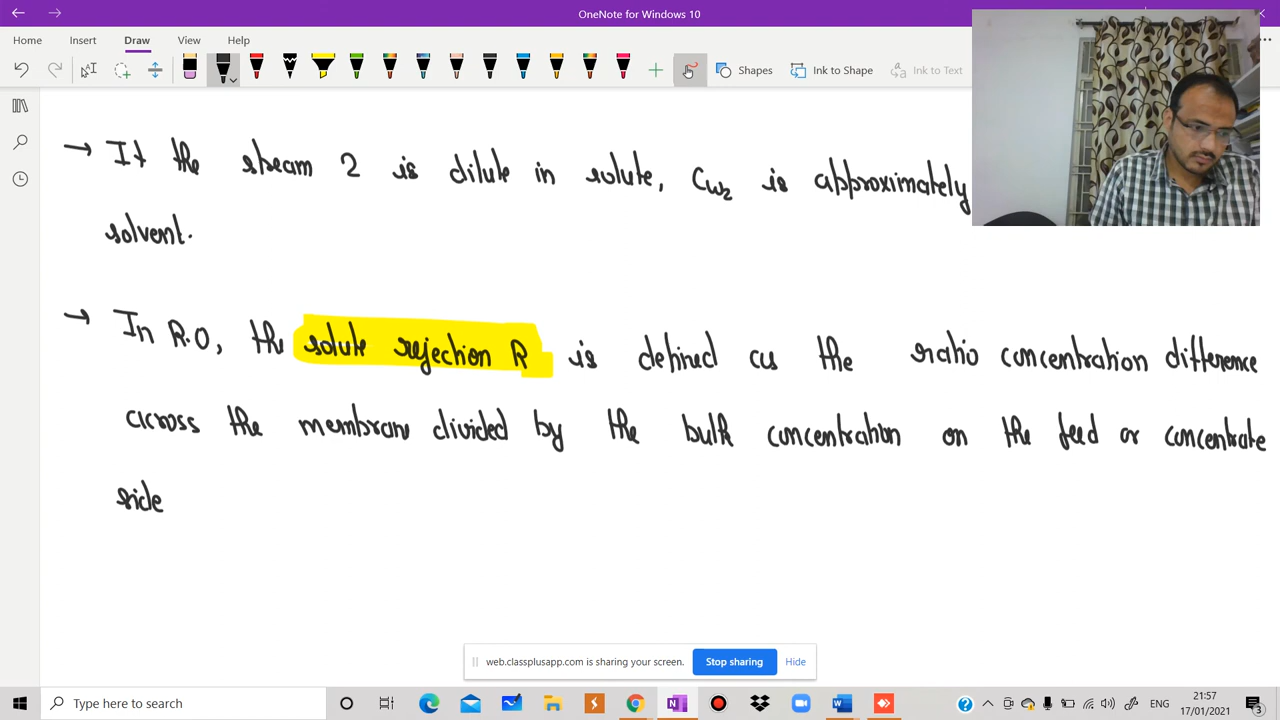 OneNote for Windows 10
Home Insert Draw View Help
Shapes Ink to Shape Ink to Text
→ If the stream 2 is dilute in solute, Cw2 is approximately
solvent.
→ In R.O, the solute rejection R is defined as the ratio concentration difference
across the membrane divided by the bulk concentration on the feed or concentrate
side
web.classplusapp.com is sharing your screen. Stop sharing Hide
Type here to search
ENG
21:57
17/01/2021
3